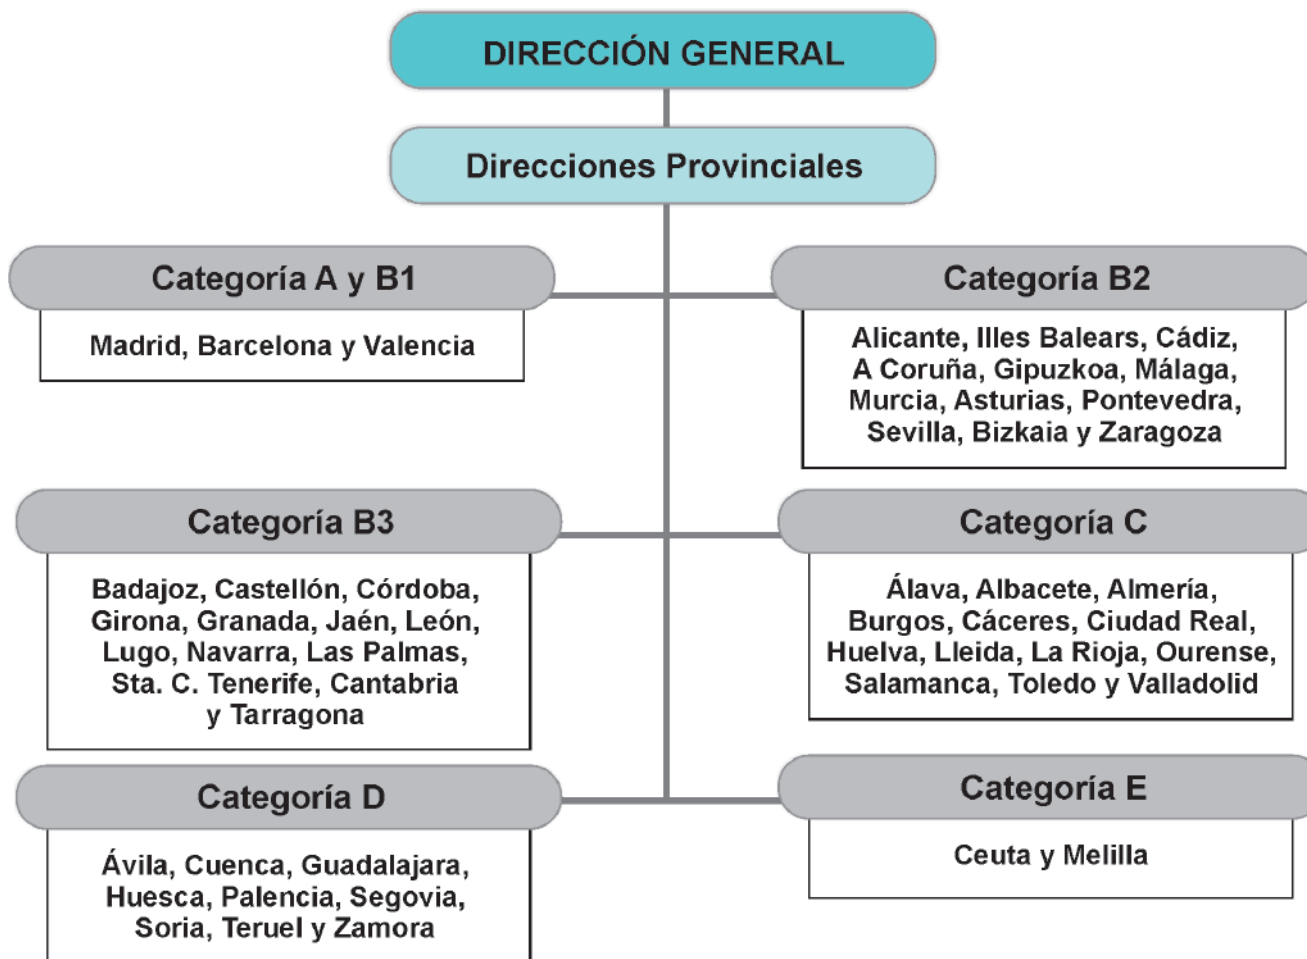 DIRECCIÓN GENERAL
Direcciones Provinciales
Categoría A y B1
Madrid, Barcelona y Valencia
Categoría B2
Alicante, Illes Balears, Cádiz,
A Coruña, Gipuzkoa, Málaga,
Murcia, Asturias, Pontevedra,
Sevilla, Bizkaia y Zaragoza
Categoría B3
Badajoz, Castellón, Córdoba,
Girona, Granada, Jaén, León,
Lugo, Navarra, Las Palmas,
Sta. C. Tenerife, Cantabria
y Tarragona
Categoría C
Álava, Albacete, Almería,
Burgos, Cáceres, Ciudad Real,
Huelva, Lleida, La Rioja, Ourense,
Salamanca, Toledo y Valladolid
Categoría D
Ávila, Cuenca, Guadalajara,
Huesca, Palencia, Segovia,
Soria, Teruel y Zamora
Categoría E
Ceuta y Melilla